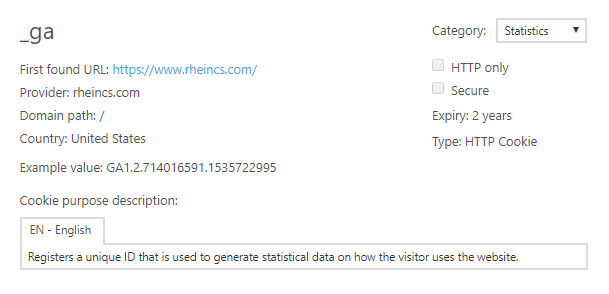 _ga
Category: Statistics
First found URL: https://www.rheincs.com/
HTTP only
Provider: rheincs.com
Secure
Domain path: /
Expiry: 2 years
Country: United States
Type: HTTP Cookie
Example value: GA1.2.714016591.1535722995
Cookie purpose description:
EN - English
Registers a unique ID that is used to generate statistical data on how the visitor uses the website.